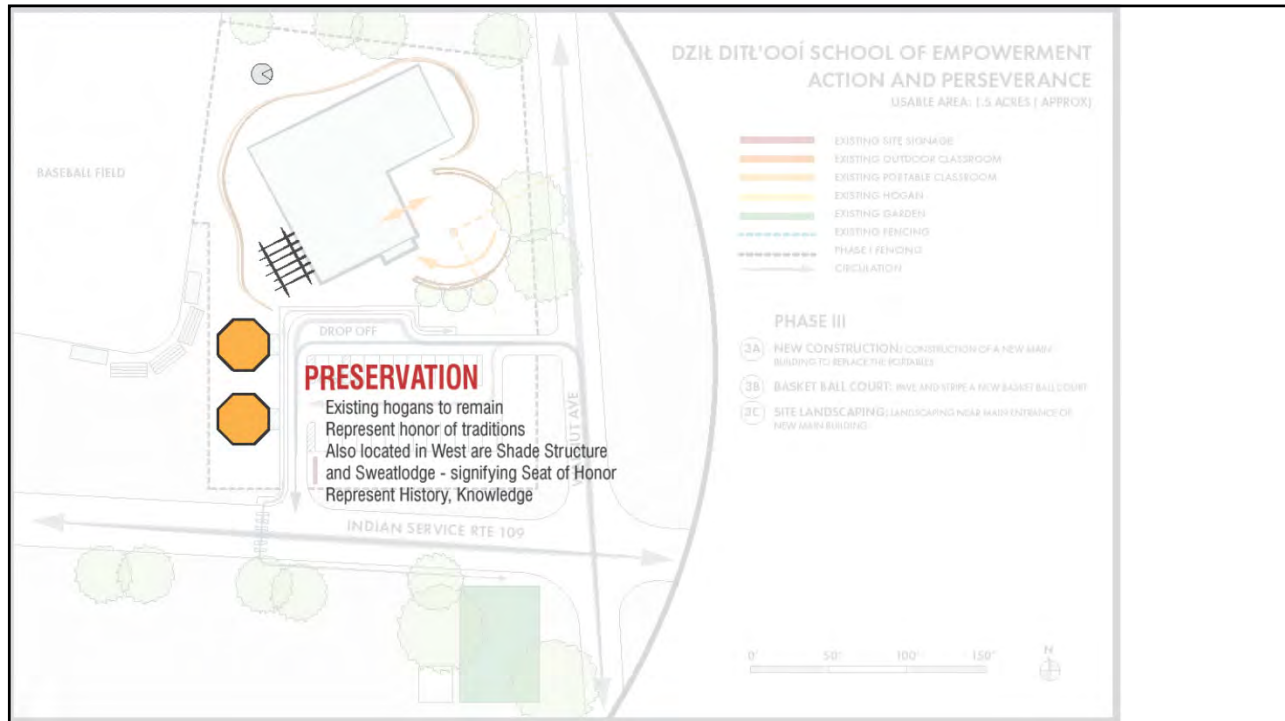 DZIŁ DITŁ'OOÍ SCHOOL OF EMPOWERMENT
ACTION AND PERSEVERANCE
USABLE AREA: 1.5 ACRES ( APPROX)
EXISTING SITE SIGNAGE
EXISTING OUTDOOR CLASSROOM
EXISTING PORTABLE CLASSROOM
EXISTING HOGAN
EXISTING GARDEN
EXISTING FENCING
PHASE I FENCING
CIRCULATION
BASEBALL FIELD
DROP OFF
PRESERVATION
Existing hogans to remain
Represent honor of traditions
Also located in West are Shade Structure
and Sweatlodge - signifying Seat of Honor
Represent History, Knowledge
AVE
INDIAN SERVICE RTE 109
PHASE III
3A NEW CONSTRUCTION: CONSTRUCTION OF A NEW MAIN
BUILDING TO REPLACE THE PORTABLES
3B BASKET BALL COURT: PAVE AND STRIPE A NEW BASKET BALL COURT
3C SITE LANDSCAPING: LANDSCAPING NEAR MAIN ENTRANCE OF
NEW MAIN BUILDING
0' 50' 100' 150'
N